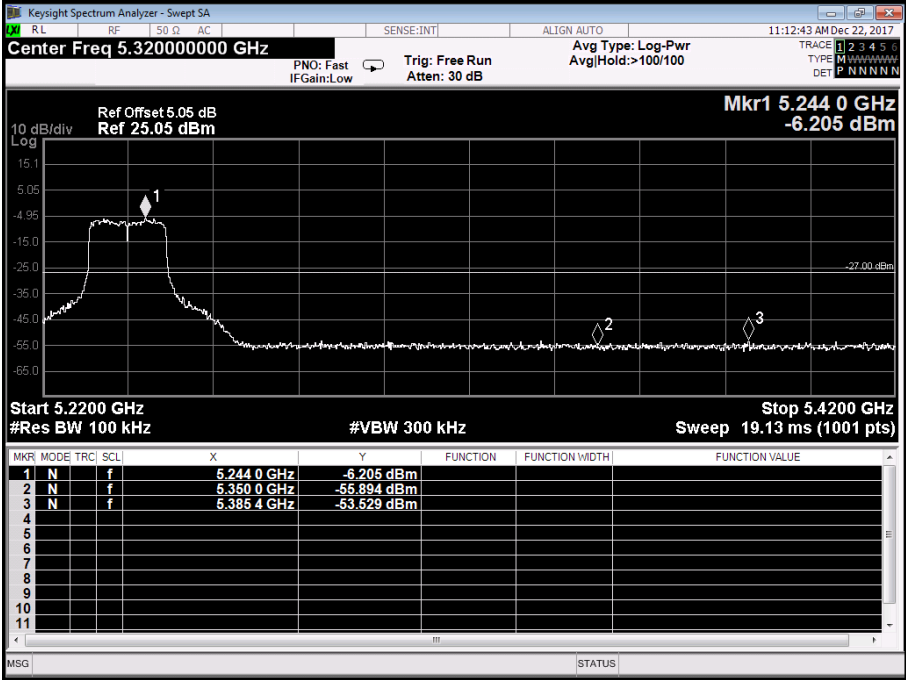 Keysight Spectrum Analyzer - Swept SA
LXI RL RF 50 Ω AC SENSE:INT ALIGN AUTO 11:12:43 AM Dec 22, 2017
Center Freq 5.320000000 GHz
PNO: Fast
IFGain:Low
Trig: Free Run
Atten: 30 dB
Avg Type: Log-Pwr
Avg|Hold:>100/100
TRACE 1 2 3 4 5 6
TYPE M WWWWW
DET P N N N N N
Mkr1 5.244 0 GHz
-6.205 dBm
Ref Offset 5.05 dB
10 dB/div Ref 25.05 dBm
Log
15.1
5.05
-4.95
-15.0
-25.0
-35.0
-45.0
-55.0
-65.0
1
-27.00 dBm
2
3
Start 5.2200 GHz Stop 5.4200 GHz
#Res BW 100 kHz #VBW 300 kHz Sweep 19.13 ms (1001 pts)
MKR MODE TRC SCL X Y FUNCTION FUNCTION WIDTH FUNCTION VALUE
1 N f 5.244 0 GHz -6.205 dBm
2 N f 5.350 0 GHz -55.894 dBm
3 N f 5.385 4 GHz -53.529 dBm
4
5
6
7
8
9
10
11
MSG STATUS